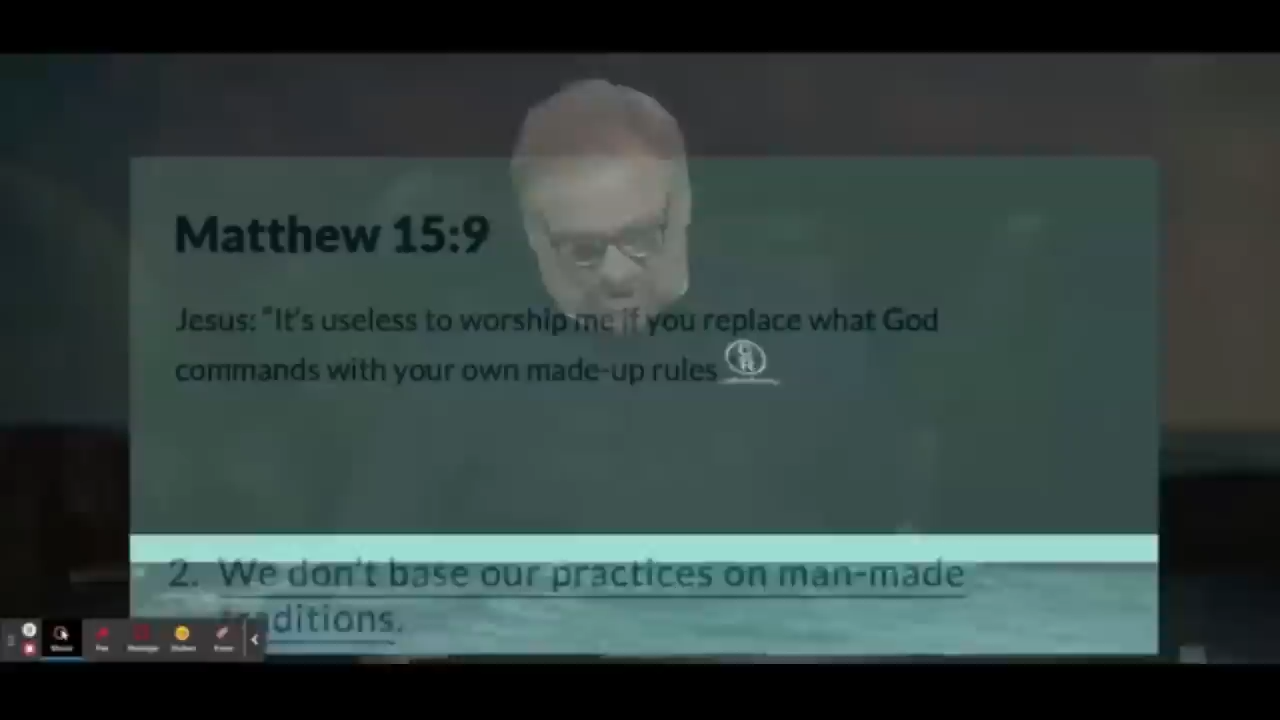 Matthew 15:9
Jesus: "It's useless to worship me if you replace what God
commands with your own made-up rules
2. We don't base our practices on man-made
traditions.